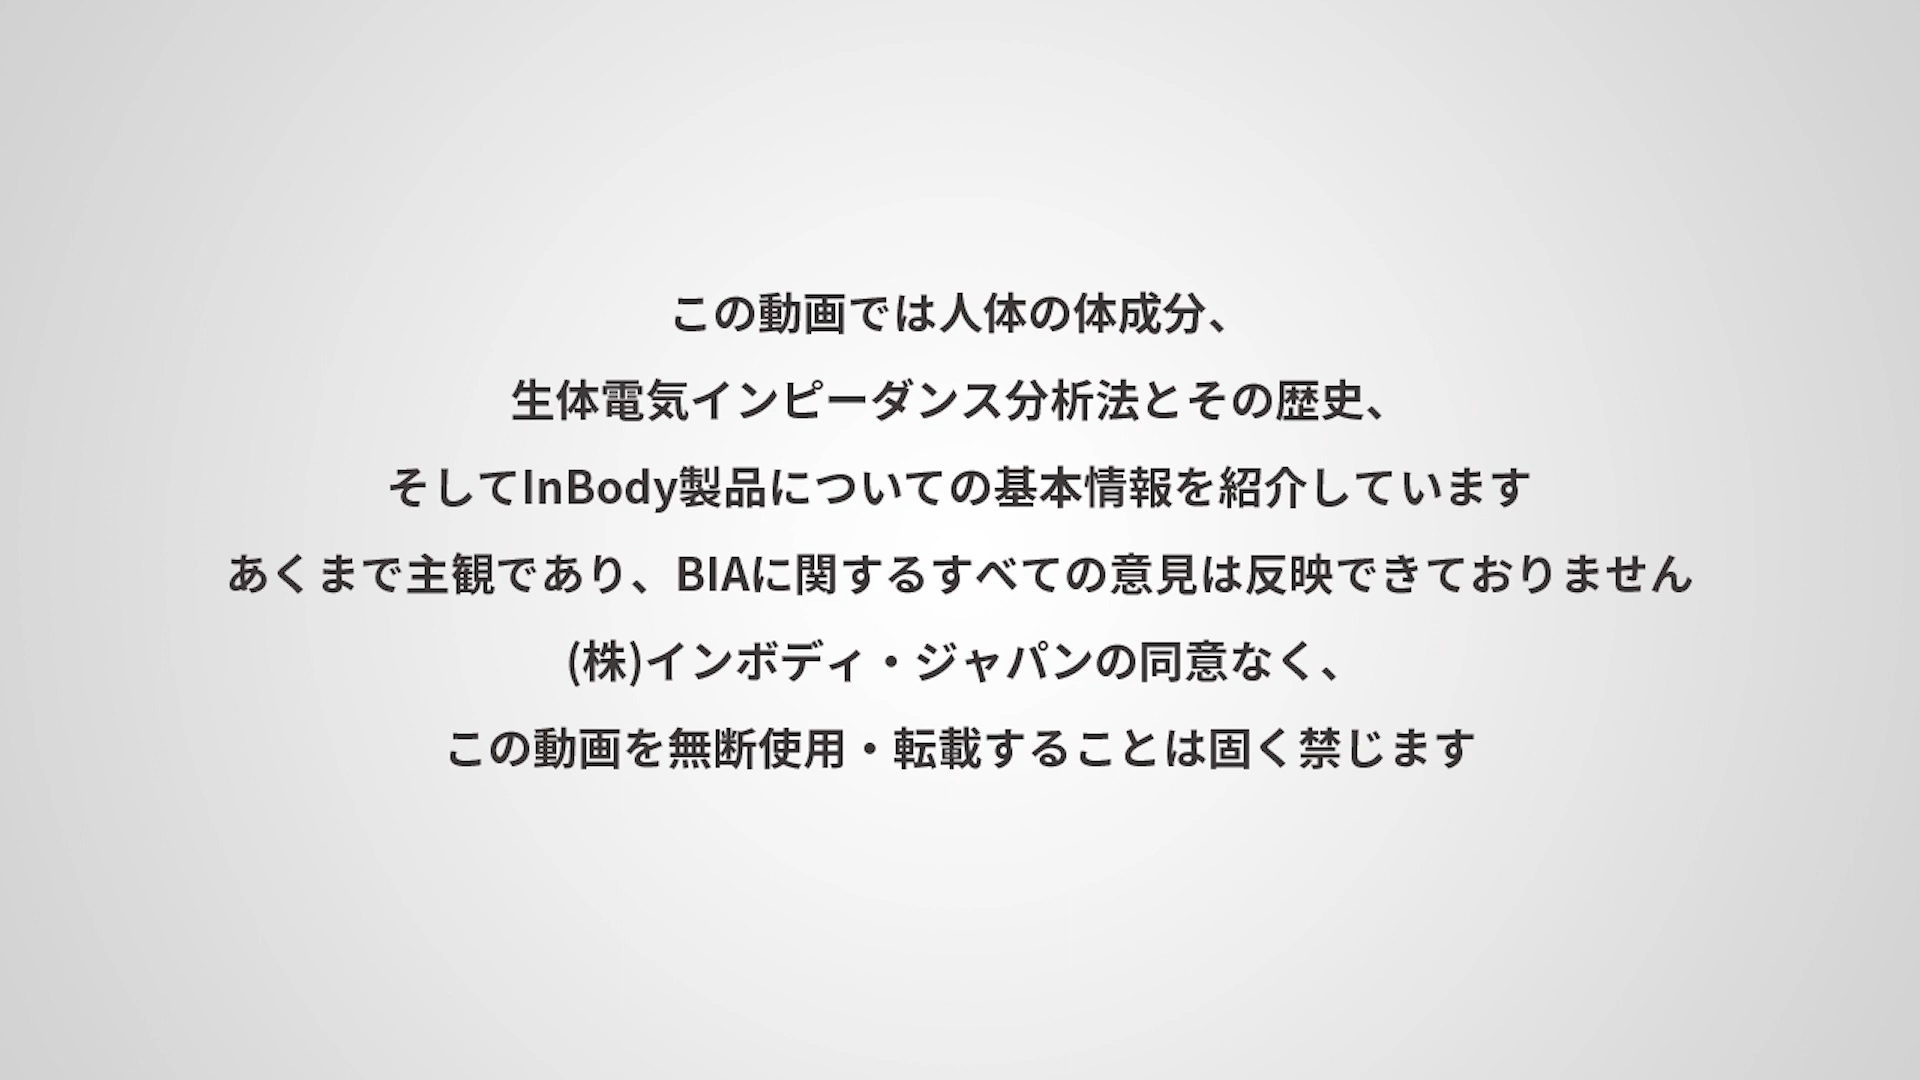 この動画では人体の体成分、
生体電気インピーダンス分析法とその歴史、
そしてInBody製品についての基本情報を紹介しています
あくまで主観であり、BIAに関するすべての意見は反映できておりません
(株)インボディ・ジャパンの同意なく、
この動画を無断使用・転載することは固く禁じます